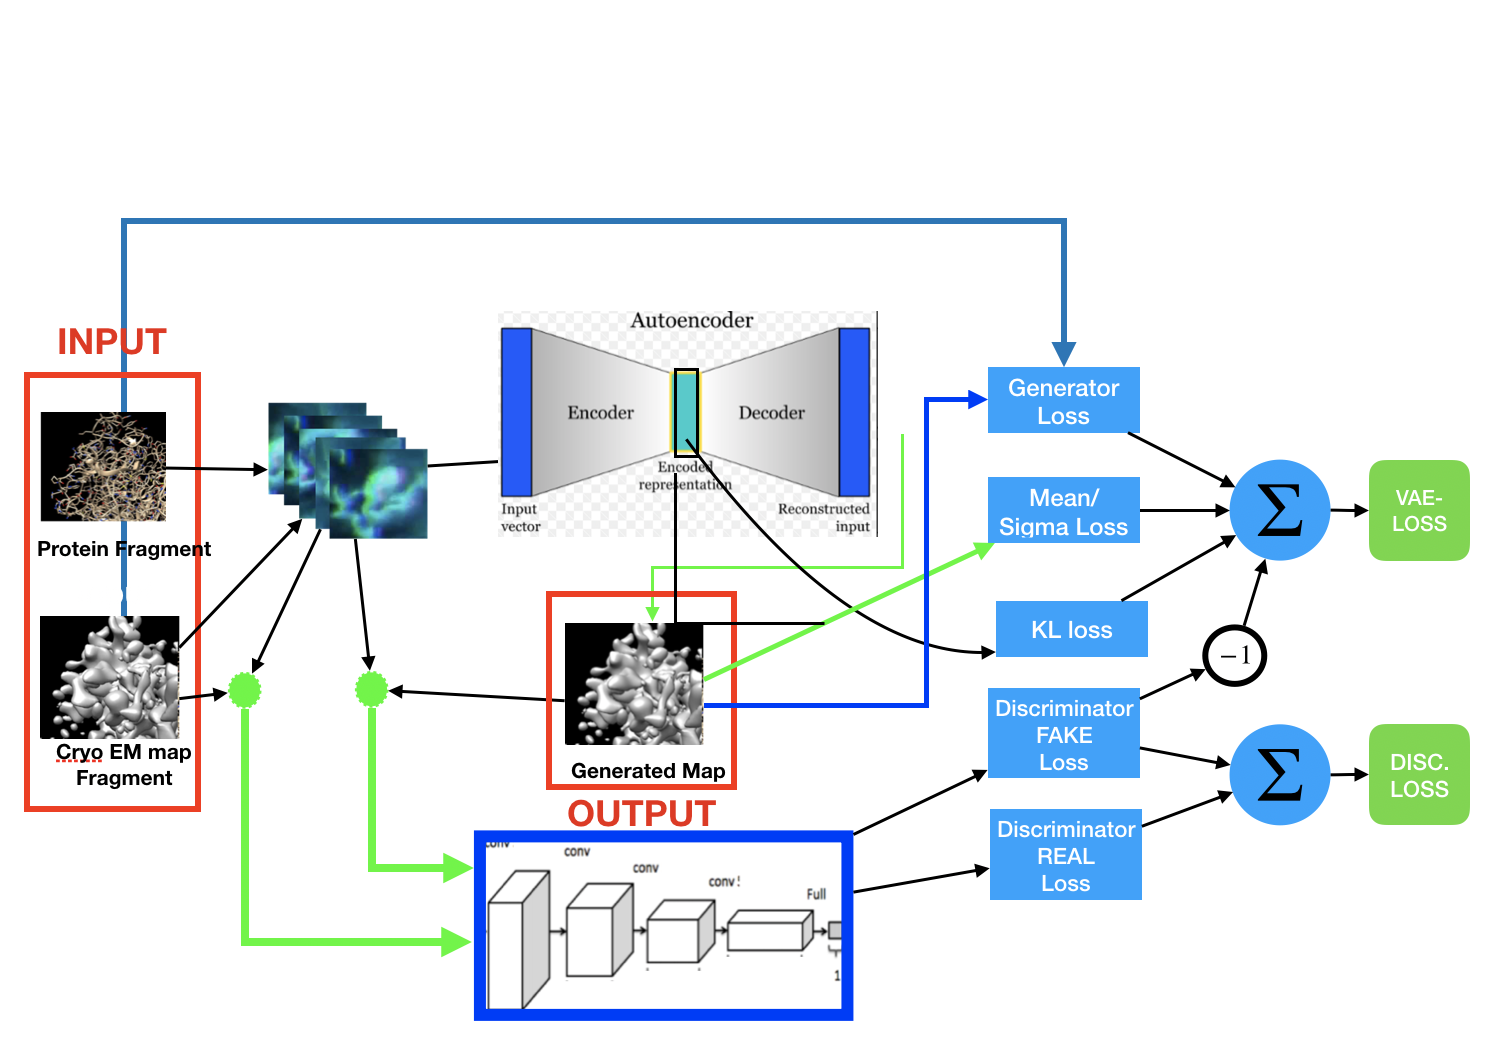 INPUT
Protein Fragment
Cryo EM map
Fragment
Autoencoder
Encoder
Decoder
Encoded
representation
Input
vector
Reconstructed
input
Generated Map
OUTPUT
conv
conv
conv
conv!
Full
1
Generator
Loss
Mean/
Sigma Loss
KL loss
Discriminator
FAKE
Loss
Discriminator
REAL
Loss
Σ
−1
Σ
VAE-
LOSS
DISC.
LOSS